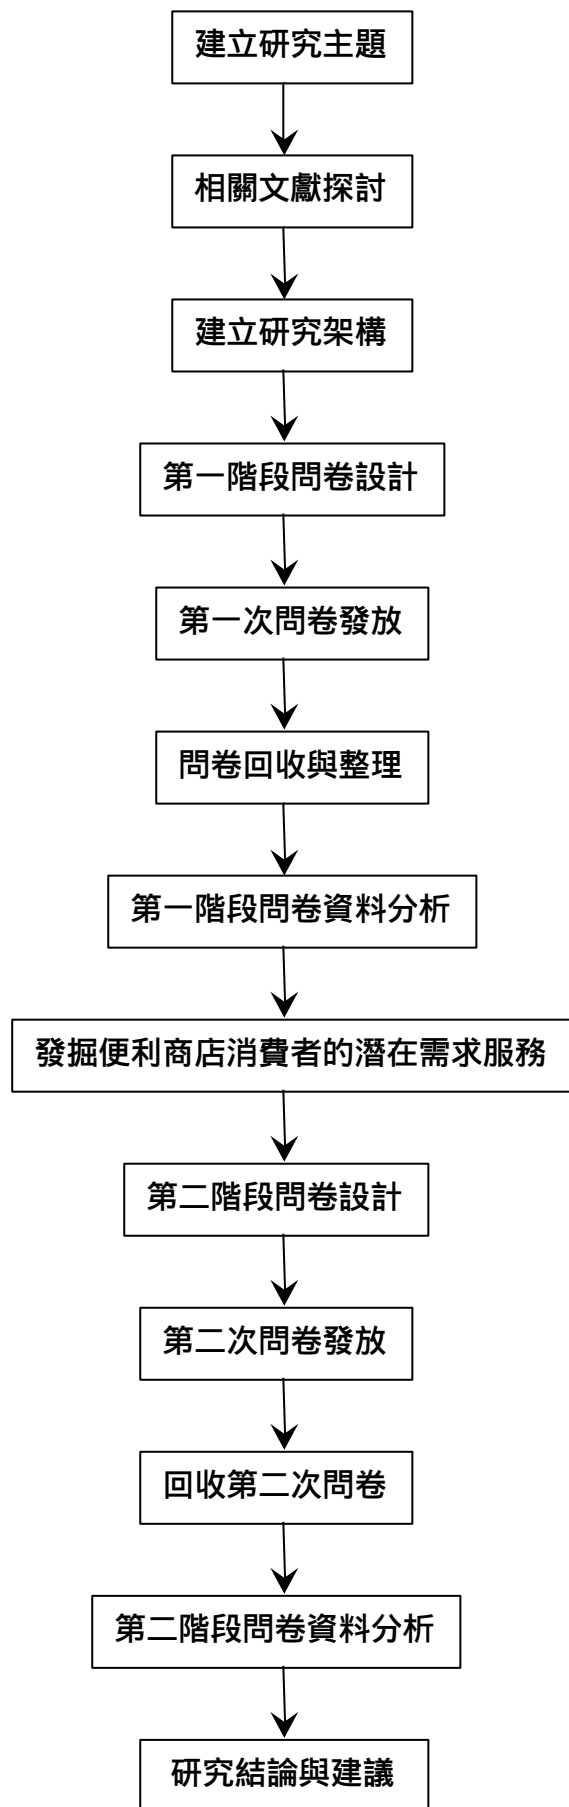 建立研究主題
相關文獻探討
建立研究架構
第一階段問卷設計
第一次問卷發放
問卷回收與整理
第一階段問卷資料分析
發掘便利商店消費者的潛在需求服務
第二階段問卷設計
第二次問卷發放
回收第二次問卷
第二階段問卷資料分析
研究結論與建議